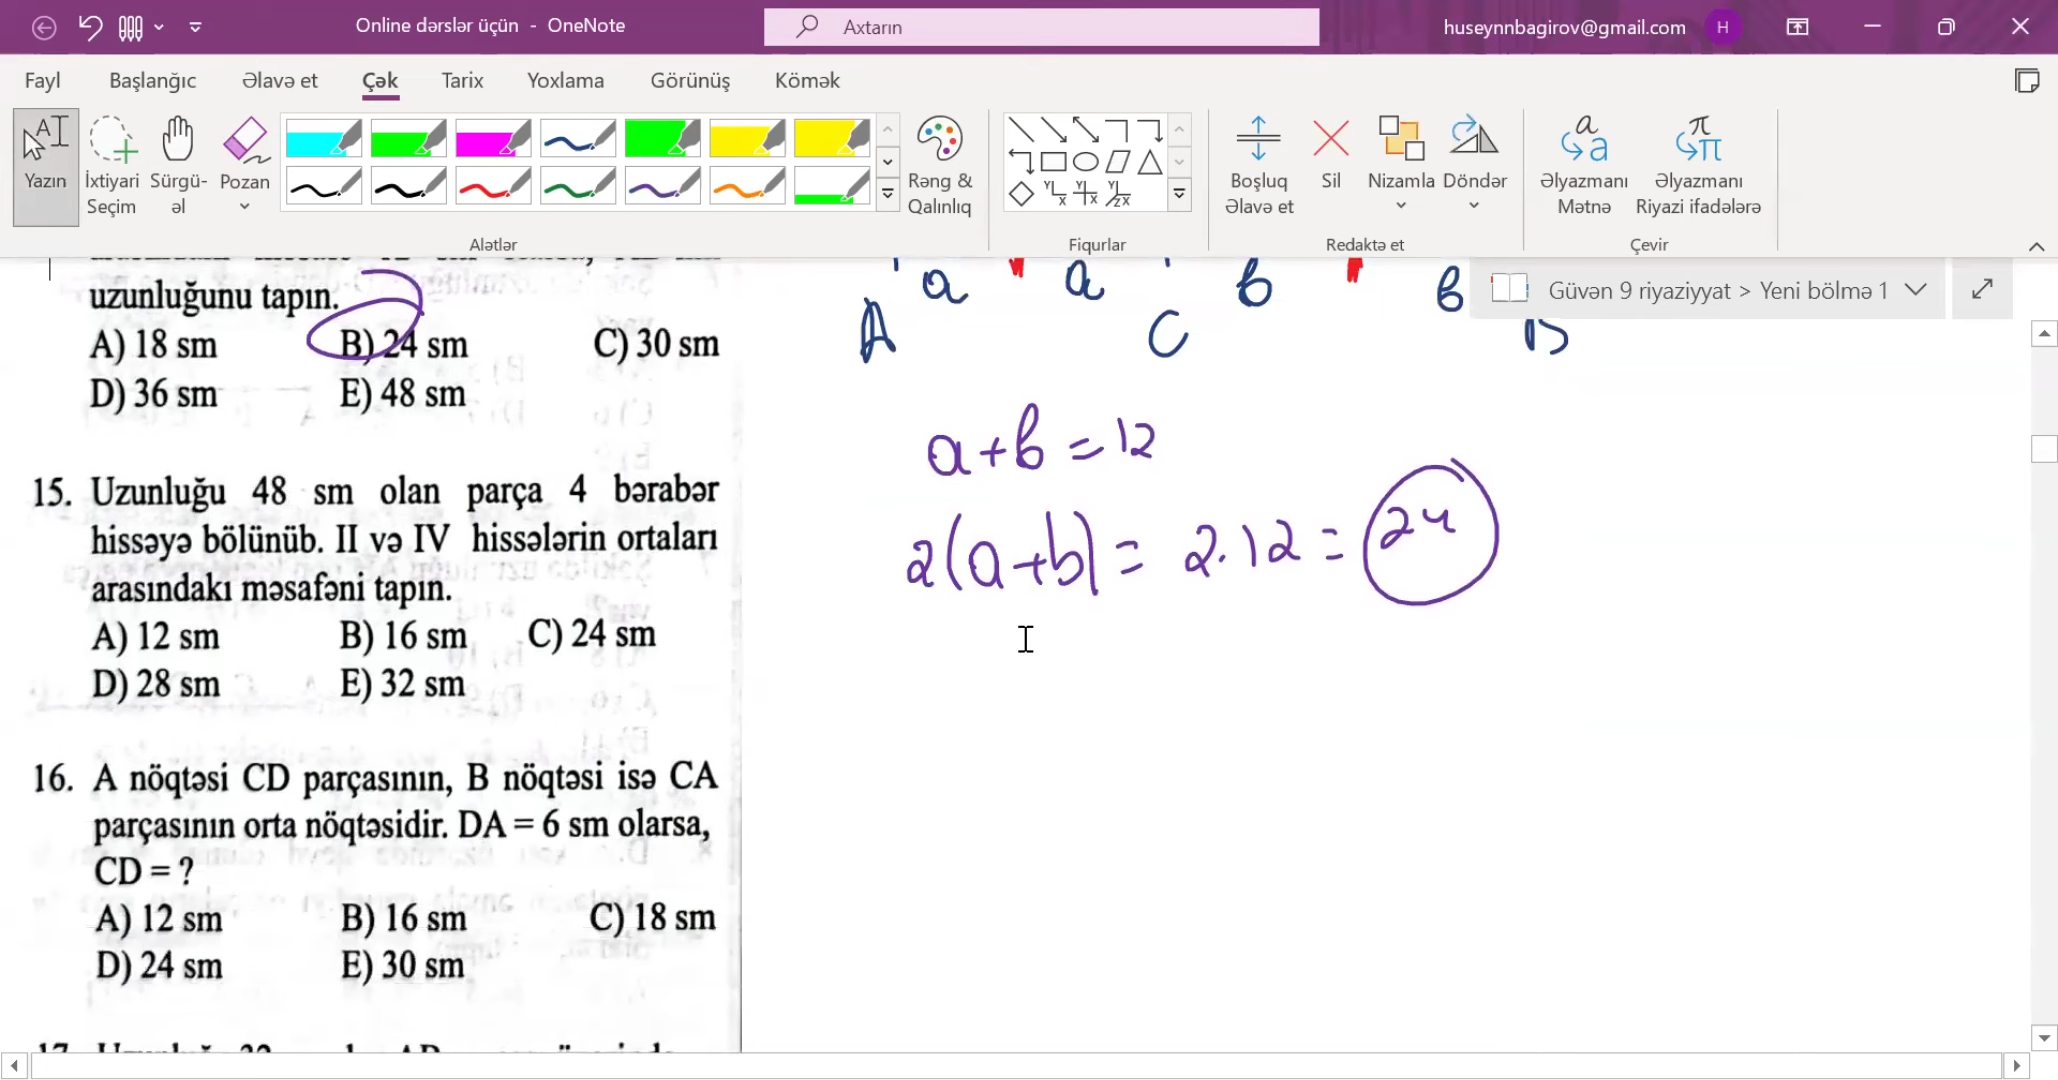 Online dərslər üçün - OneNote
Axtarın
huseynnbagirov@gmail.com
H
Fayl Başlanğıc Əlavə et Çək Tarix Yoxlama Görünüş Kömək
Yazın
İxtiyari Seçim
Sürgü-əl
Pozan
Rəng & Qalınlıq
Boşluq Əlavə et
Sil
Nizamla
Döndər
Əlyazmanı Mətnə
Əlyazmanı Riyazi ifadələrə
Alətlər
Fiqurlar
Redaktə et
Çevir
Güvən 9 riyaziyyat > Yeni bölmə 1
uzunluğunu tapın.
A) 18 sm B) 24 sm C) 30 sm
D) 36 sm E) 48 sm
15. Uzunluğu 48 sm olan parça 4 bərabər
hissəyə bölünüb. II və IV hissələrin ortaları
arasındakı məsafəni tapın.
A) 12 sm B) 16 sm C) 24 sm
D) 28 sm E) 32 sm
16. A nöqtəsi CD parçasının, B nöqtəsi isə CA
parçasının orta nöqtəsidir. DA = 6 sm olarsa,
CD = ?
A) 12 sm B) 16 sm C) 18 sm
D) 24 sm E) 30 sm
a a b b
A C B
a+b=12
2(a+b)= 2.12= 24